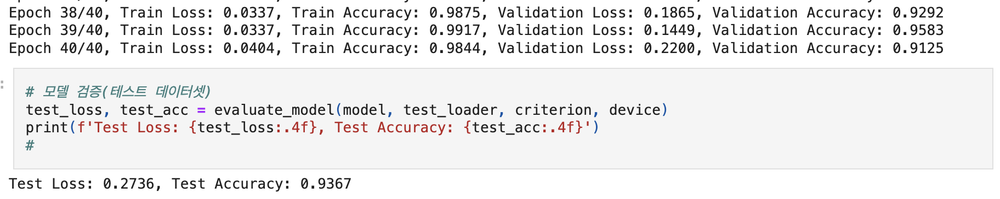 Epoch 38/40, Train Loss: 0.0337, Train Accuracy: 0.9875, Validation Loss: 0.1865, Validation Accuracy: 0.9292
Epoch 39/40, Train Loss: 0.0337, Train Accuracy: 0.9917, Validation Loss: 0.1449, Validation Accuracy: 0.9583
Epoch 40/40, Train Loss: 0.0404, Train Accuracy: 0.9844, Validation Loss: 0.2200, Validation Accuracy: 0.9125
:
# 모델 검증(테스트 데이터셋)
test_loss, test_acc = evaluate_model(model, test_loader, criterion, device)
print(f'Test Loss: {test_loss:.4f}, Test Accuracy: {test_acc:.4f}')
#
Test Loss: 0.2736, Test Accuracy: 0.9367